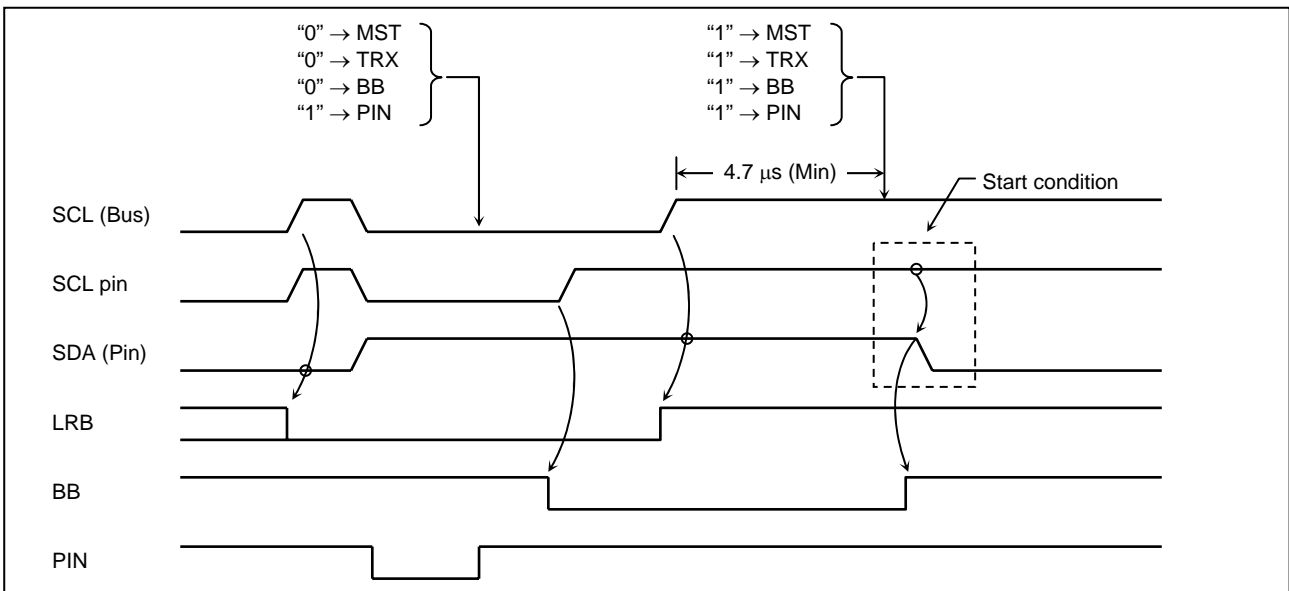 “0” → MST
“0” → TRX
“0” → BB
“1” → PIN
“1” → MST
“1” → TRX
“1” → BB
“1” → PIN
4.7 μs (Min)
Start condition
SCL (Bus)
SCL pin
SDA (Pin)
LRB
BB
PIN